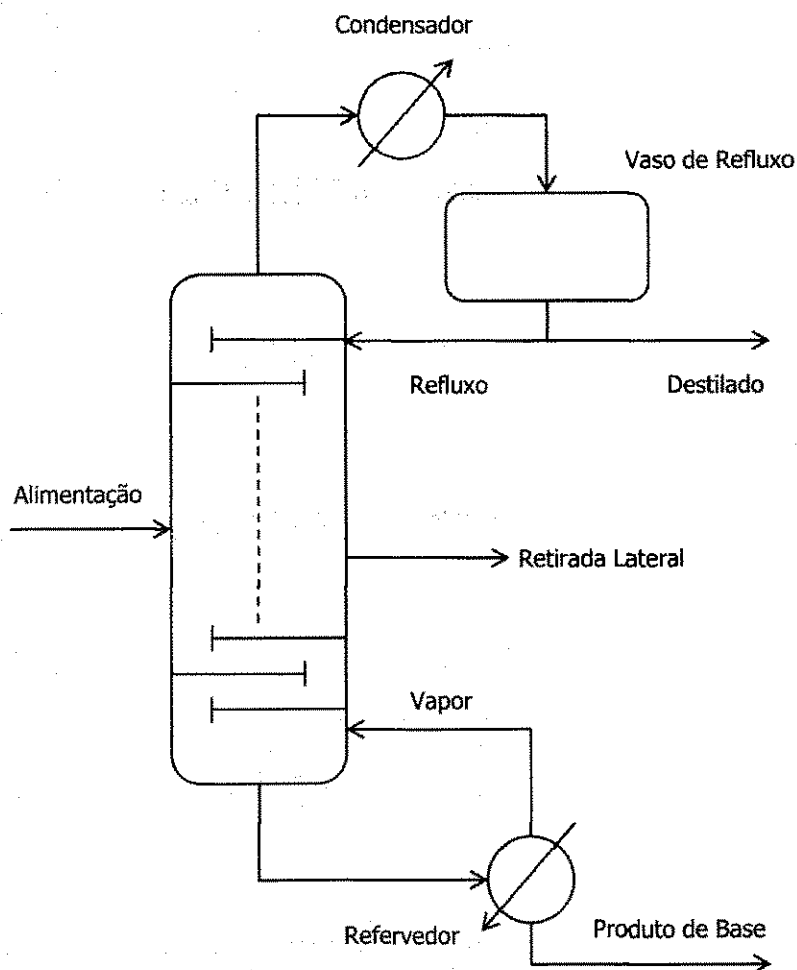 Condensador
Vaso de Refluxo
Refluxo
Destilado
Alimentação
Retirada Lateral
Vapor
Refervedor
Produto de Base